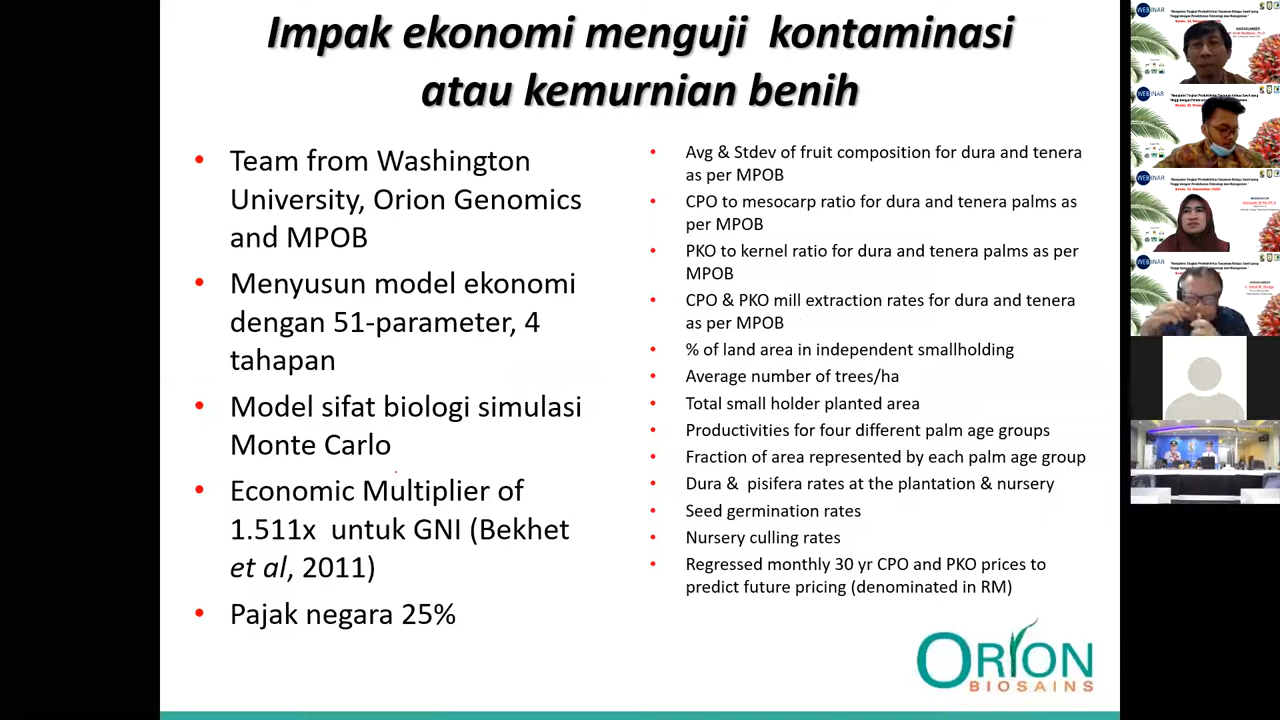 Impak ekonomi menguji kontaminasi
atau kemurnian benih
Team from Washington
University, Orion Genomics
and MPOB
Menyusun model ekonomi
dengan 51-parameter, 4
tahapan
Model sifat biologi simulasi
Monte Carlo
Economic Multiplier of
1.511x untuk GNI (Bekhet
et al, 2011)
Pajak negara 25%
Avg & Stdev of fruit composition for dura and tenera
as per MPOB
CPO to mesocarp ratio for dura and tenera palms as
per MPOB
PKO to kernel ratio for dura and tenera palms as per
MPOB
CPO & PKO mill extraction rates for dura and tenera
as per MPOB
% of land area in independent smallholding
Average number of trees/ha
Total small holder planted area
Productivities for four different palm age groups
Fraction of area represented by each palm age group
Dura & pisifera rates at the plantation & nursery
Seed germination rates
Nursery culling rates
Regressed monthly 30 yr CPO and PKO prices to
predict future pricing (denominated in RM)
ORION
BIOSAINS
WEBINAR
WEBINAR
WEBINAR
WEBINAR